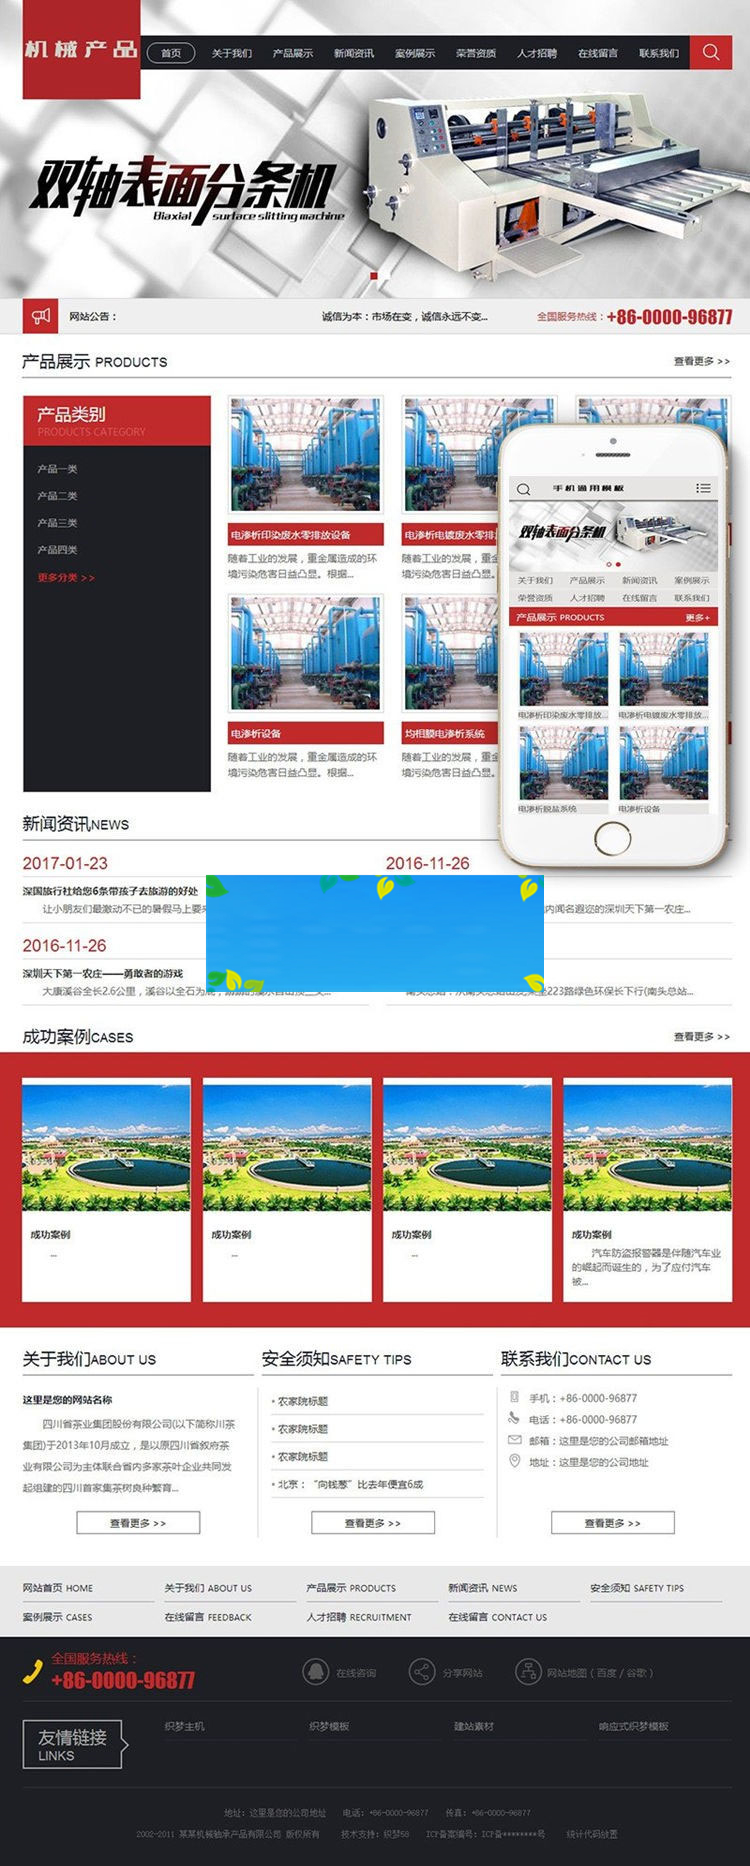 机械产品
首页 关于我们 产品展示 新闻资讯 案例展示 荣誉资质 人才招聘 在线留言 联系我们
双轴表面分条机
Biaxial surface slitting machine
网站公告： 诚信为本：市场在变，诚信永远不变... 全国服务热线：+86-0000-96877
产品展示 PRODUCTS 查看更多 >>
产品类别
PRODUCTS CATEGORY
产品一类
产品二类
产品三类
产品四类
更多分类 >>
电渗析印染废水零排放设备 电渗析电镀废水零排
随着工业的发展，重金属造成的环 随着工业的发展，重金
境污染危害日益凸显。根据... 境污染危害日益凸显。
电渗析设备 均相膜电渗析系统
随着工业的发展，重金属造成的环 随着工业的发展，重金
境污染危害日益凸显。根据... 境污染危害日益凸显。
手机通用模板
双轴表面分条机
关于我们 产品展示 新闻资讯 案例展示
荣誉资质 人才招聘 在线留言 联系我们
产品展示 PRODUCTS 更多+
电渗析印染废水零排放... 电渗析电镀废水零排放...
电渗析脱盐系统 电渗析设备
新闻资讯NEWS
2017-01-23 2016-11-26
深国旅行社给您6条带孩子去旅游的好处
让小朋友们最激动不已的暑假马上要来 内闻名遐迩的深圳天下第一农庄...
2016-11-26
深圳天下第一农庄——勇敢者的游戏
大康溪谷全长2.6公里，溪谷以全石为底 223路绿色环保长下行(南头总站...
成功案例CASES 查看更多 >>
成功案例 成功案例 成功案例 成功案例
... ... ... 汽车防盗报警器是伴随汽车业
的崛起而诞生的，为了应付汽车
被...
关于我们ABOUT US 安全须知SAFETY TIPS 联系我们CONTACT US
这里是您的网站名称
四川省茶业集团股份有限公司(以下简称川茶
集团)于2013年10月成立，是以原四川省叙府茶
业有限公司为主体联合省内多家茶叶企业共同发
起组建的四川首家集茶树良种繁育...
查看更多 >>
• 农家院标题
• 农家院标题
• 农家院标题
• 北京：“向钱葱”比去年便宜6成
查看更多 >>
手机：+86-0000-96877
电话：+86-0000-96877
邮箱：这里是您的公司邮箱地址
地址：这里是您的公司地址
查看更多 >>
网站首页 HOME 关于我们 ABOUT US 产品展示 PRODUCTS 新闻资讯 NEWS 安全须知 SAFETY TIPS
案例展示 CASES 在线留言 FEEDBACK 人才招聘 RECRUITMENT 在线留言 CONTACT US
全国服务热线：
+86-0000-96877
在线咨询 分享网站 网站地图（百度 / 谷歌）
友情链接
LINKS
织梦主机 织梦模板 建站素材 响应式织梦模板
地址：这里是您的公司地址 电话：+86-0000-96877 传真：+86-0000-96877
2002-2011 某某机械轴承产品有限公司 版权所有 技术支持：织梦58 ICP备案编号：ICP备********号 统计代码放置